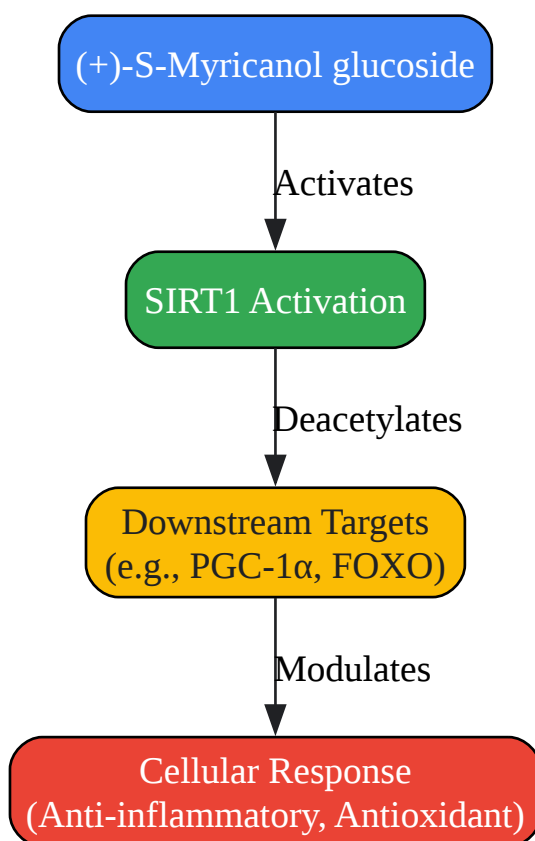 (+)-S-Myricanol glucoside
Activates
SIRT1 Activation
Deacetylates
Downstream Targets
(e.g., PGC-1α, FOXO)
Modulates
Cellular Response
(Anti-inflammatory, Antioxidant)